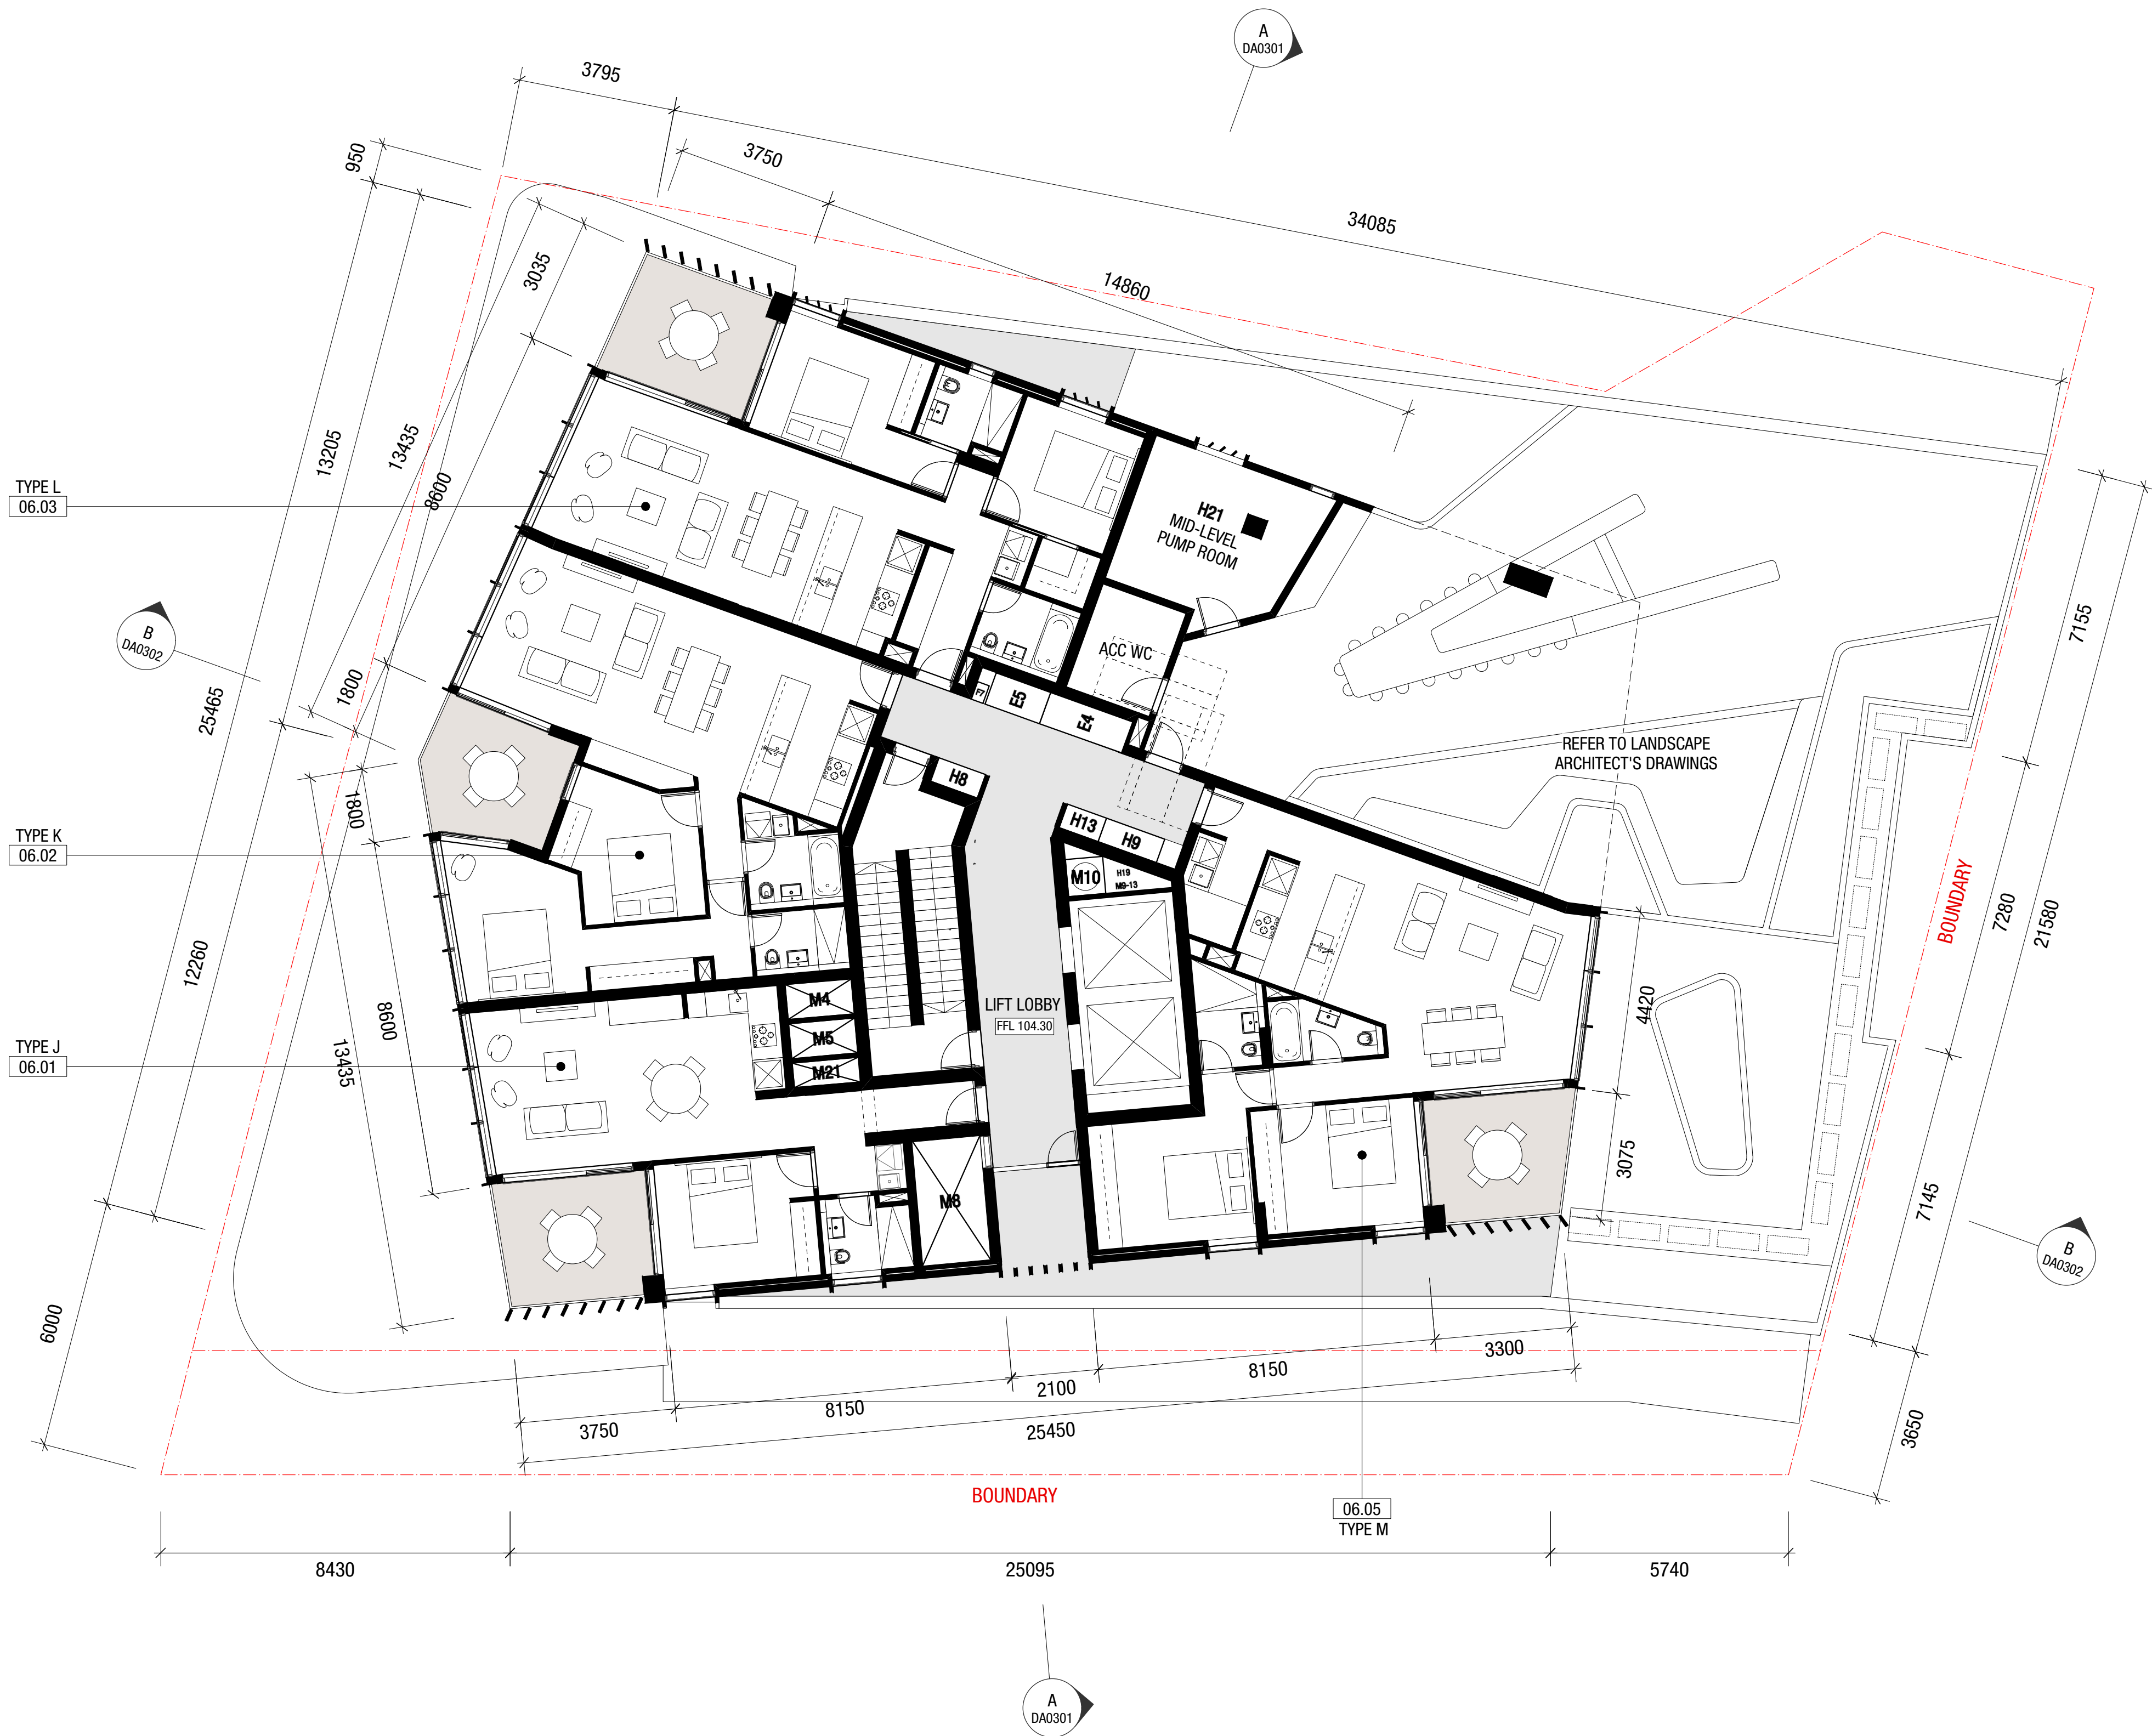 A
DA0301
3795
950
3750
34085
3035
14860
13205
13435
8600
TYPE L
06.03
H21
MID-LEVEL
PUMP ROOM
B
DA0302
25465
1800
ACC WC
7155
F7
E5
E4
REFER TO LANDSCAPE
ARCHITECT'S DRAWINGS
1800
H8
H13
H9
TYPE K
06.02
M10
H19
M9-13
BOUNDARY
7280
21580
12260
8600
M4
LIFT LOBBY
FFL 104.30
4420
M5
TYPE J
06.01
M21
13435
3075
M8
7145
B
DA0302
6000
3300
8150
2100
8150
3750
25450
3650
BOUNDARY
06.05
TYPE M
8430
25095
5740
A
DA0301